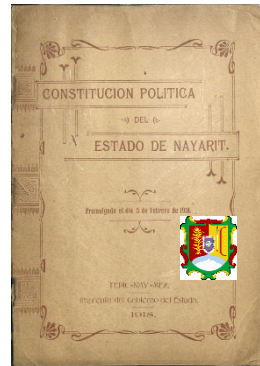 CONSTITUCION POLITICA
DEL
ESTADO DE NAYARIT.
Promulgada el día 5 de Febrero de 1918.
TEPIC-NAY-MEX.
Imprenta del Gobierno del Estado.
1918.